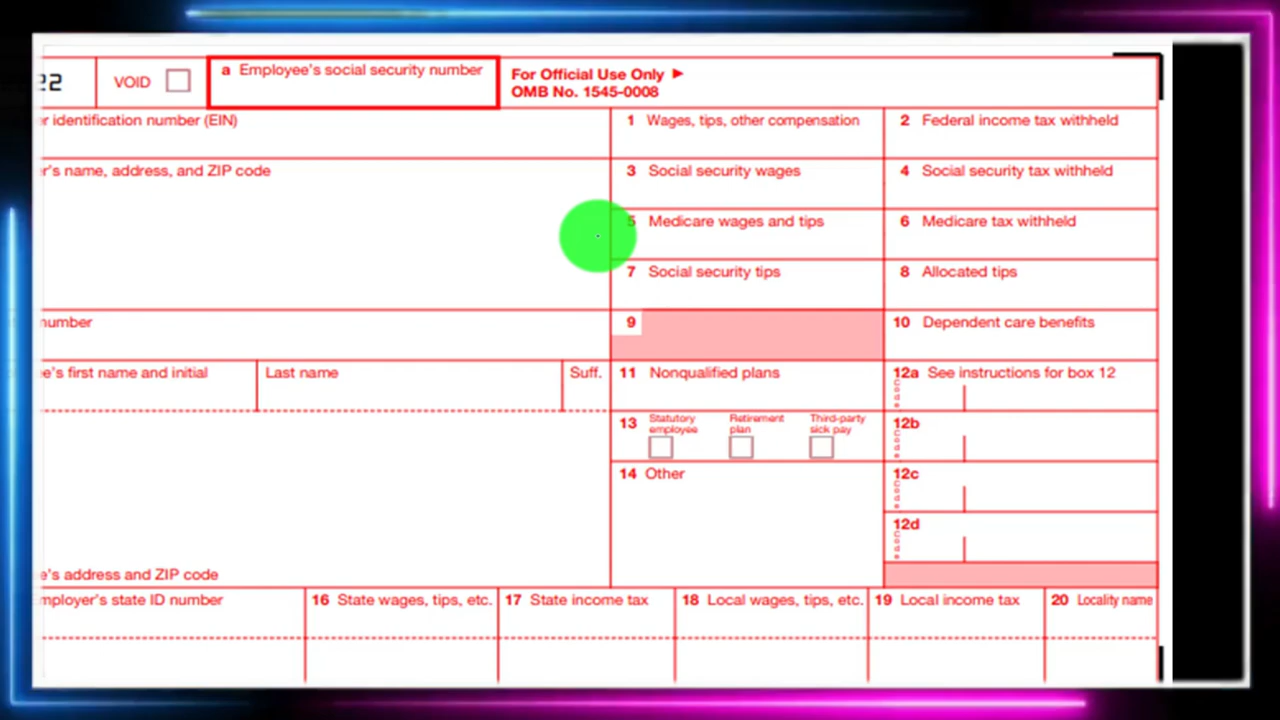 22 VOID a Employee's social security number For Official Use Only ►
OMB No. 1545-0008
r identification number (EIN) 1 Wages, tips, other compensation 2 Federal income tax withheld
r's name, address, and ZIP code 3 Social security wages 4 Social security tax withheld
5 Medicare wages and tips 6 Medicare tax withheld
7 Social security tips 8 Allocated tips
number 9 10 Dependent care benefits
e's first name and initial Last name Suff. 11 Nonqualified plans 12a See instructions for box 12
Code
13 Statutory employee Retirement plan Third-party sick pay 12b
Code
14 Other 12c
Code
12d
Code
e's address and ZIP code
mployer's state ID number 16 State wages, tips, etc. 17 State income tax 18 Local wages, tips, etc. 19 Local income tax 20 Locality name